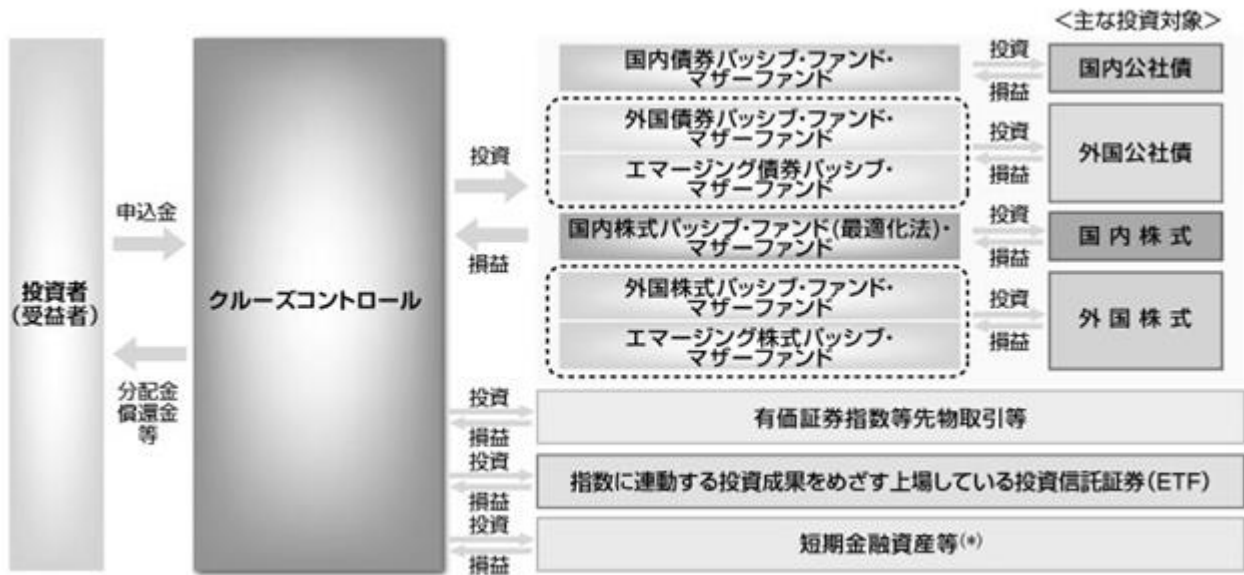 <主な投資対象>
投資者
(受益者)
申込金
分配金
償還金
等
クルーズコントロール
投資
損益
国内債券パッシブ・ファンド・
マザーファンド
投資
損益
国内公社債
外国債券パッシブ・ファンド・
マザーファンド
エマージング債券パッシブ・
マザーファンド
投資
損益
外国公社債
国内株式パッシブ・ファンド(最適化法)・
マザーファンド
投資
損益
国内株式
外国株式パッシブ・ファンド・
マザーファンド
エマージング株式パッシブ・
マザーファンド
投資
損益
外国株式
投資
損益
有価証券指数等先物取引等
投資
損益
指数に連動する投資成果をめざす上場している投資信託証券(ETF)
投資
損益
短期金融資産等(*)